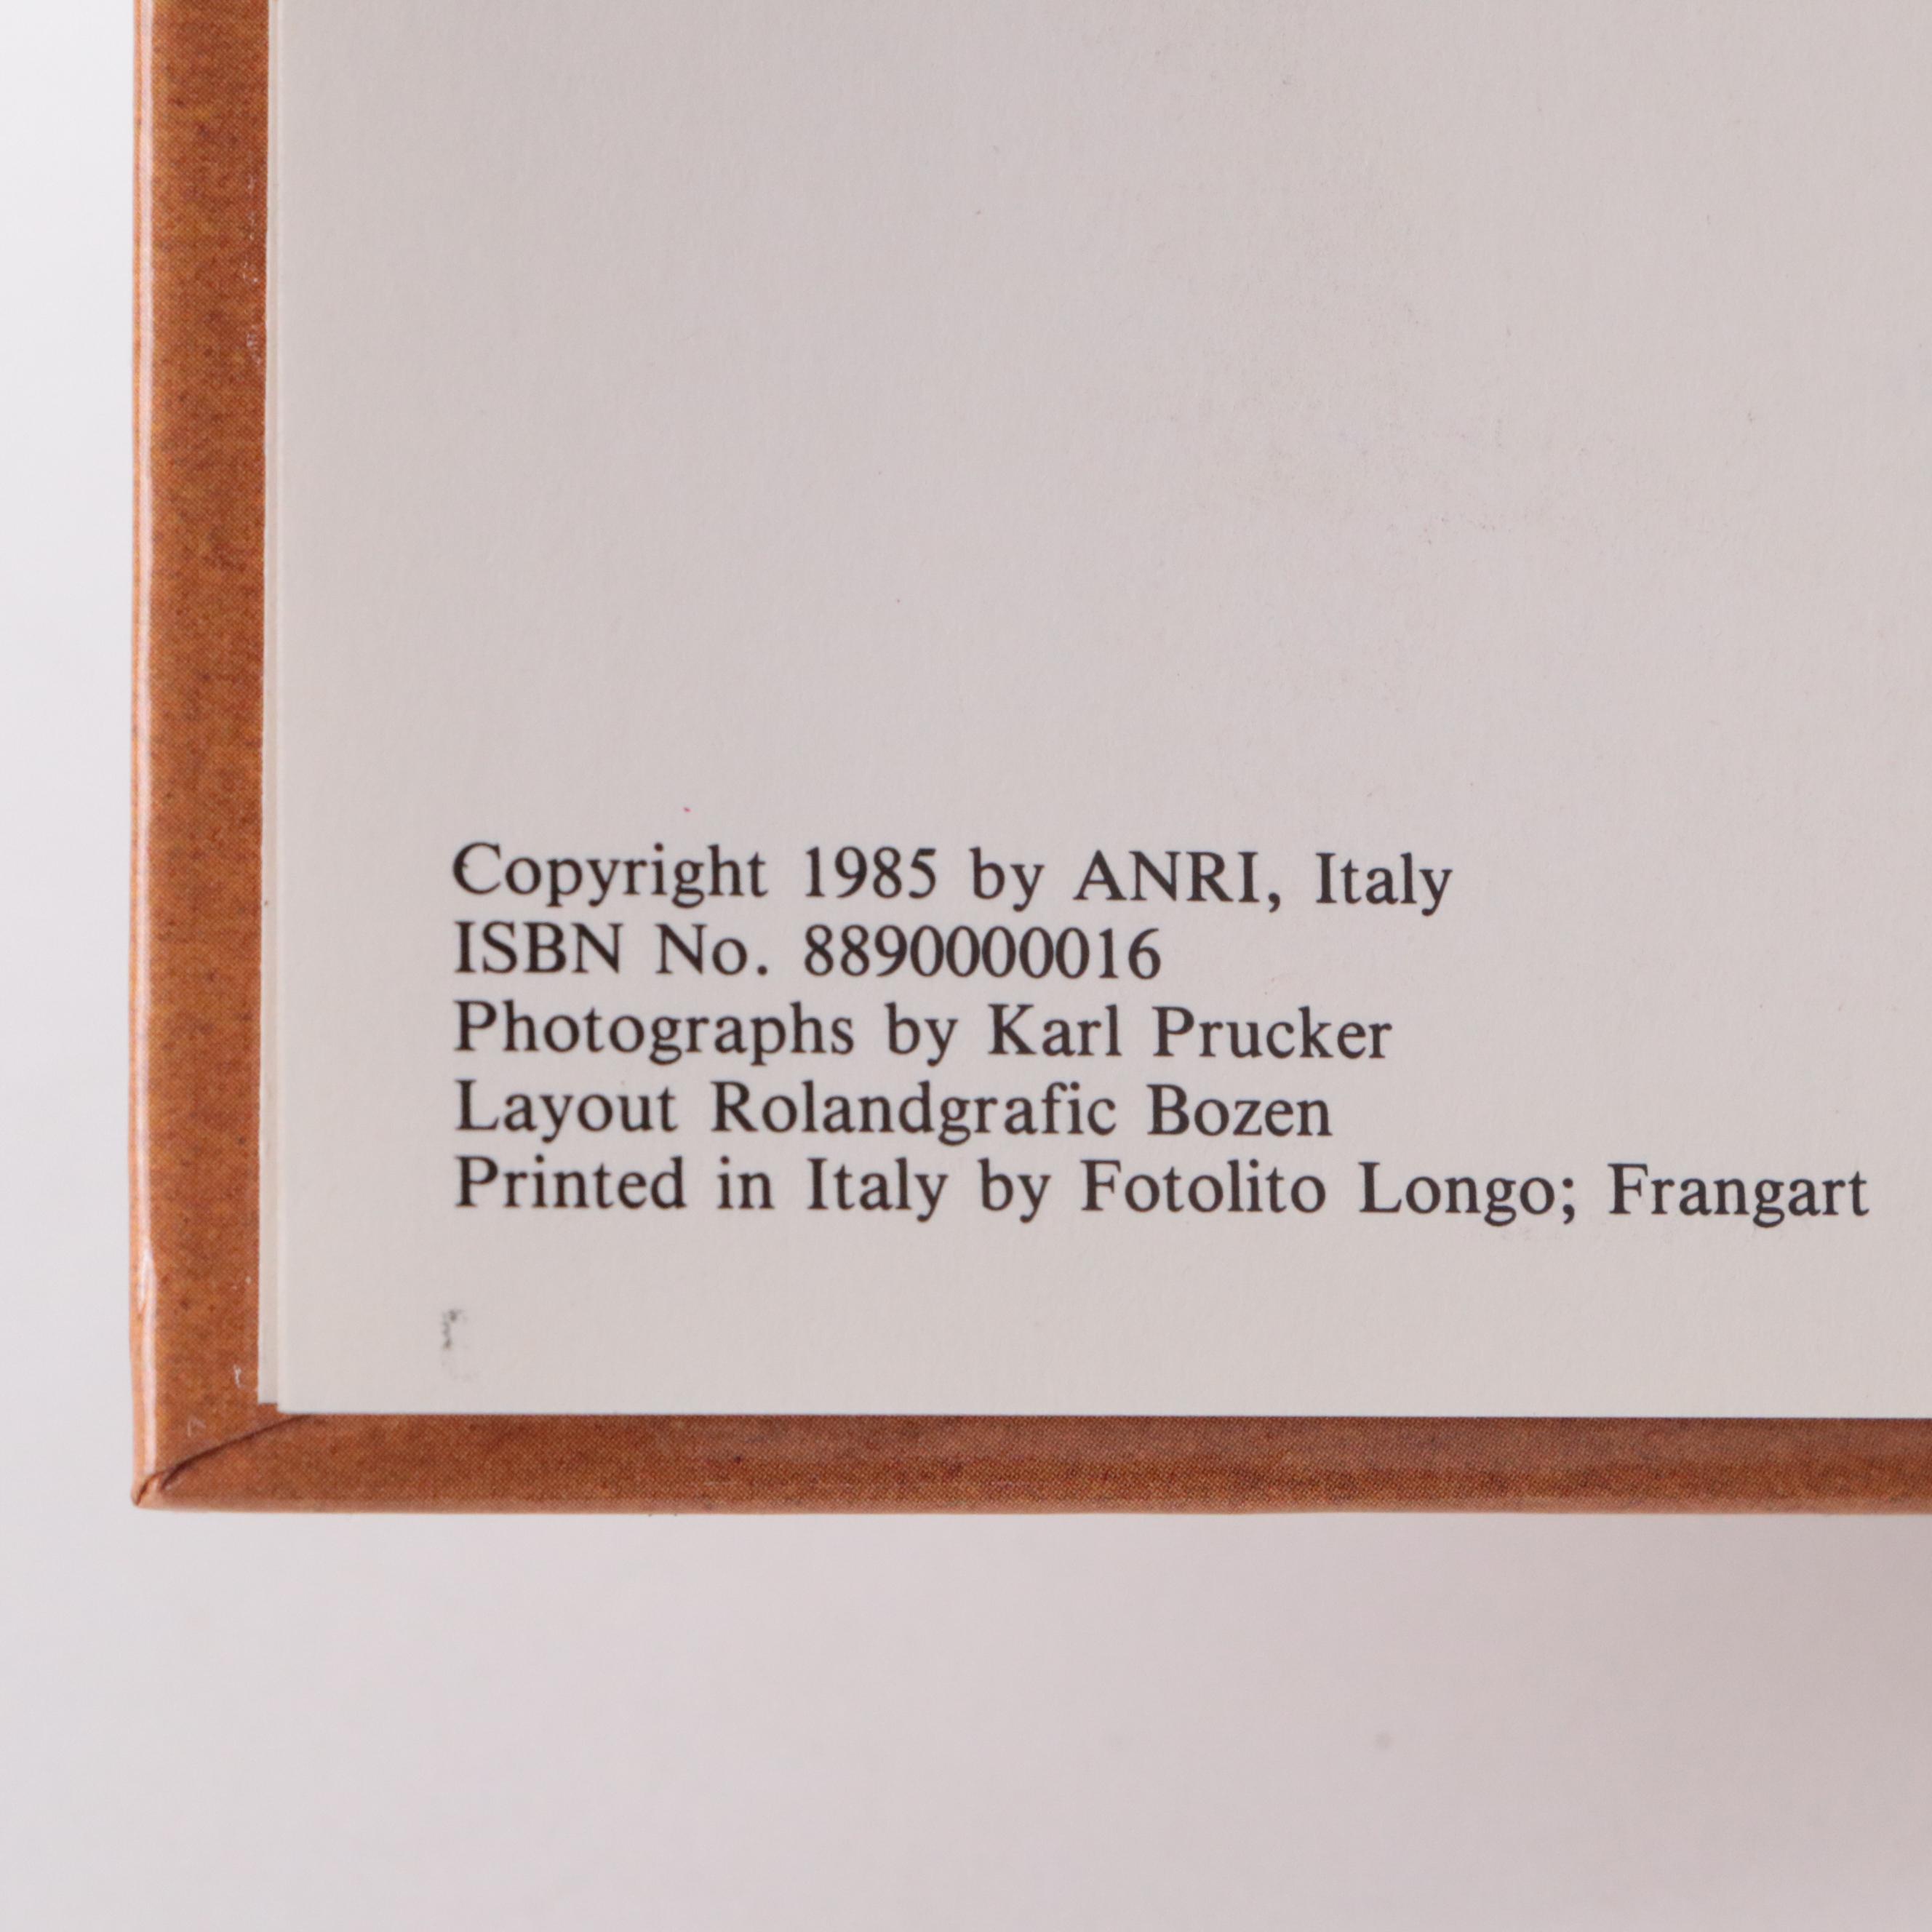 Copyright 1985 by ANRI, Italy
ISBN No. 8890000016
Photographs by Karl Prucker
Layout Rolandgrafic Bozen
Printed in Italy by Fotolito Longo; Frangart